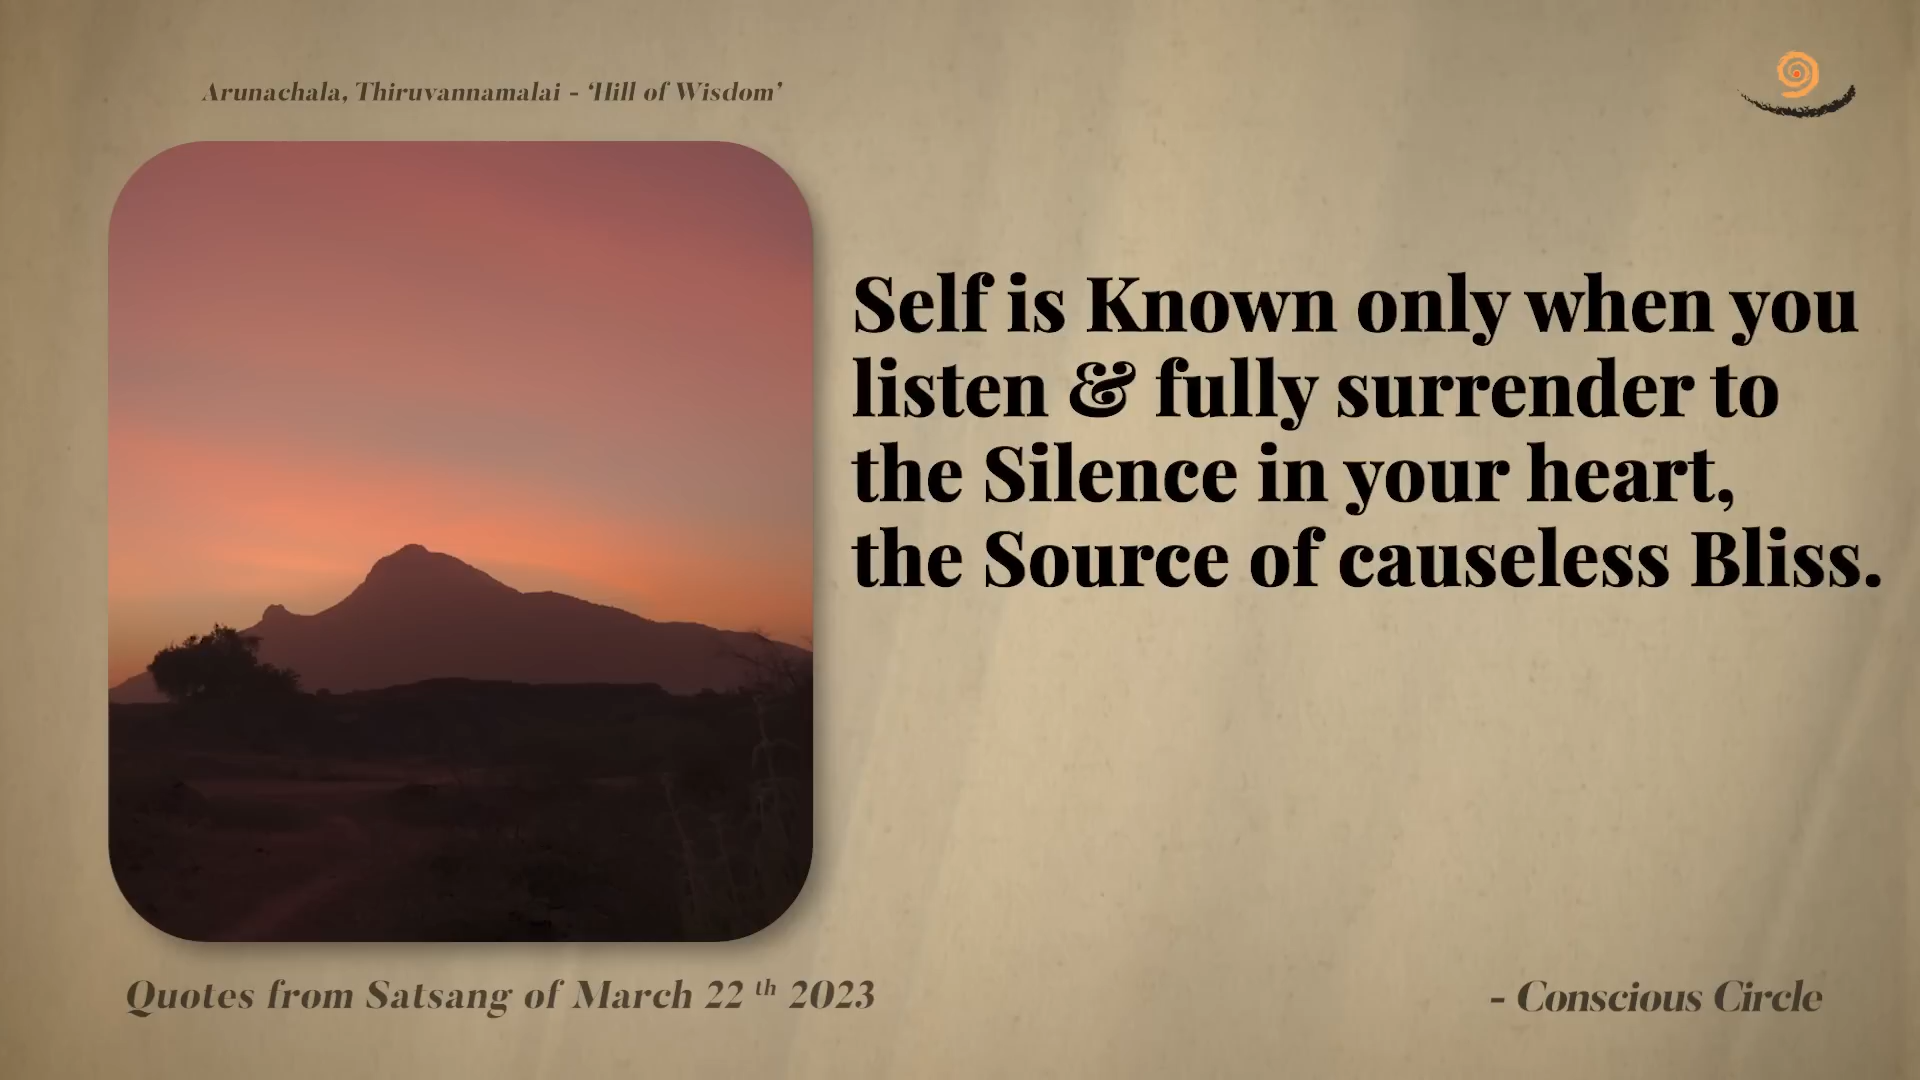 Arunachala, Thiruvannamalai - ‘Hill of Wisdom’
Self is Known only when you
listen & fully surrender to
the Silence in your heart,
the Source of causeless Bliss.
Quotes from Satsang of March 22 th 2023
- Conscious Circle